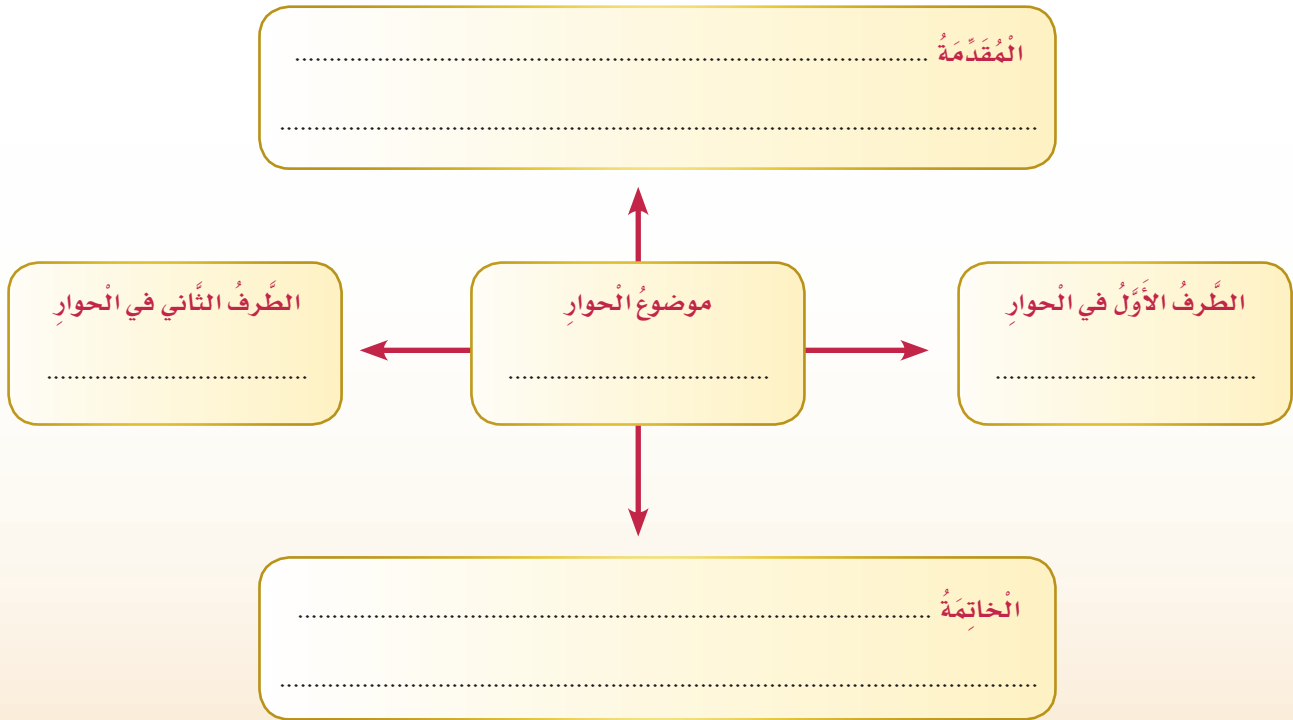 الْمُقَدِّمَةُ ................................................................................
................................................................................................
الطَّرفُ الأَوَّلُ في الْحوارِ
موضوعُ الْحوارِ
الطَّرفُ الثَّاني في الْحوارِ
......................................
......................................
......................................
الْخاتِمَةُ ................................................................................
................................................................................................